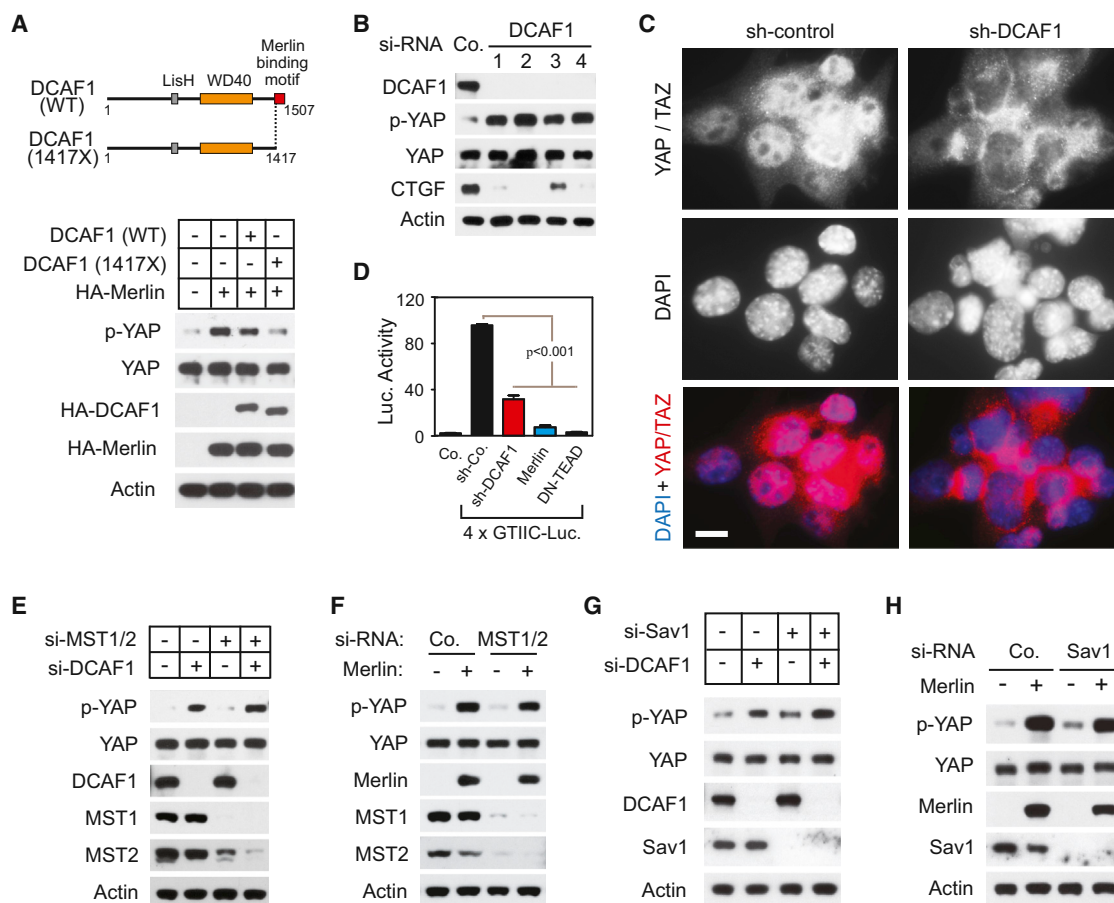 A
Merlin
binding
motif
LisH WD40
DCAF1
(WT)
1 1507
DCAF1
(1417X)
1 1417
DCAF1 (WT) - - + -
DCAF1 (1417X) - - - +
HA-Merlin - + + +
p-YAP
YAP
HA-DCAF1
HA-Merlin
Actin
B
si-RNA Co. DCAF1
1 2 3 4
DCAF1
p-YAP
YAP
CTGF
Actin
C
sh-control sh-DCAF1
YAP / TAZ
DAPI
DAPI + YAP/TAZ
D
Luc. Activity
120
80
40
0
p<0.001
Co.
sh-Co.
sh-DCAF1
Merlin
DN-TEAD
4 x GTIIC-Luc.
E
si-MST1/2 - - + +
si-DCAF1 - + - +
p-YAP
YAP
DCAF1
MST1
MST2
Actin
F
si-RNA: Co. MST1/2
Merlin: - + - +
p-YAP
YAP
Merlin
MST1
MST2
Actin
G
si-Sav1 - - + +
si-DCAF1 - + - +
p-YAP
YAP
DCAF1
Sav1
Actin
H
si-RNA Co. Sav1
Merlin - + - +
p-YAP
YAP
Merlin
Sav1
Actin